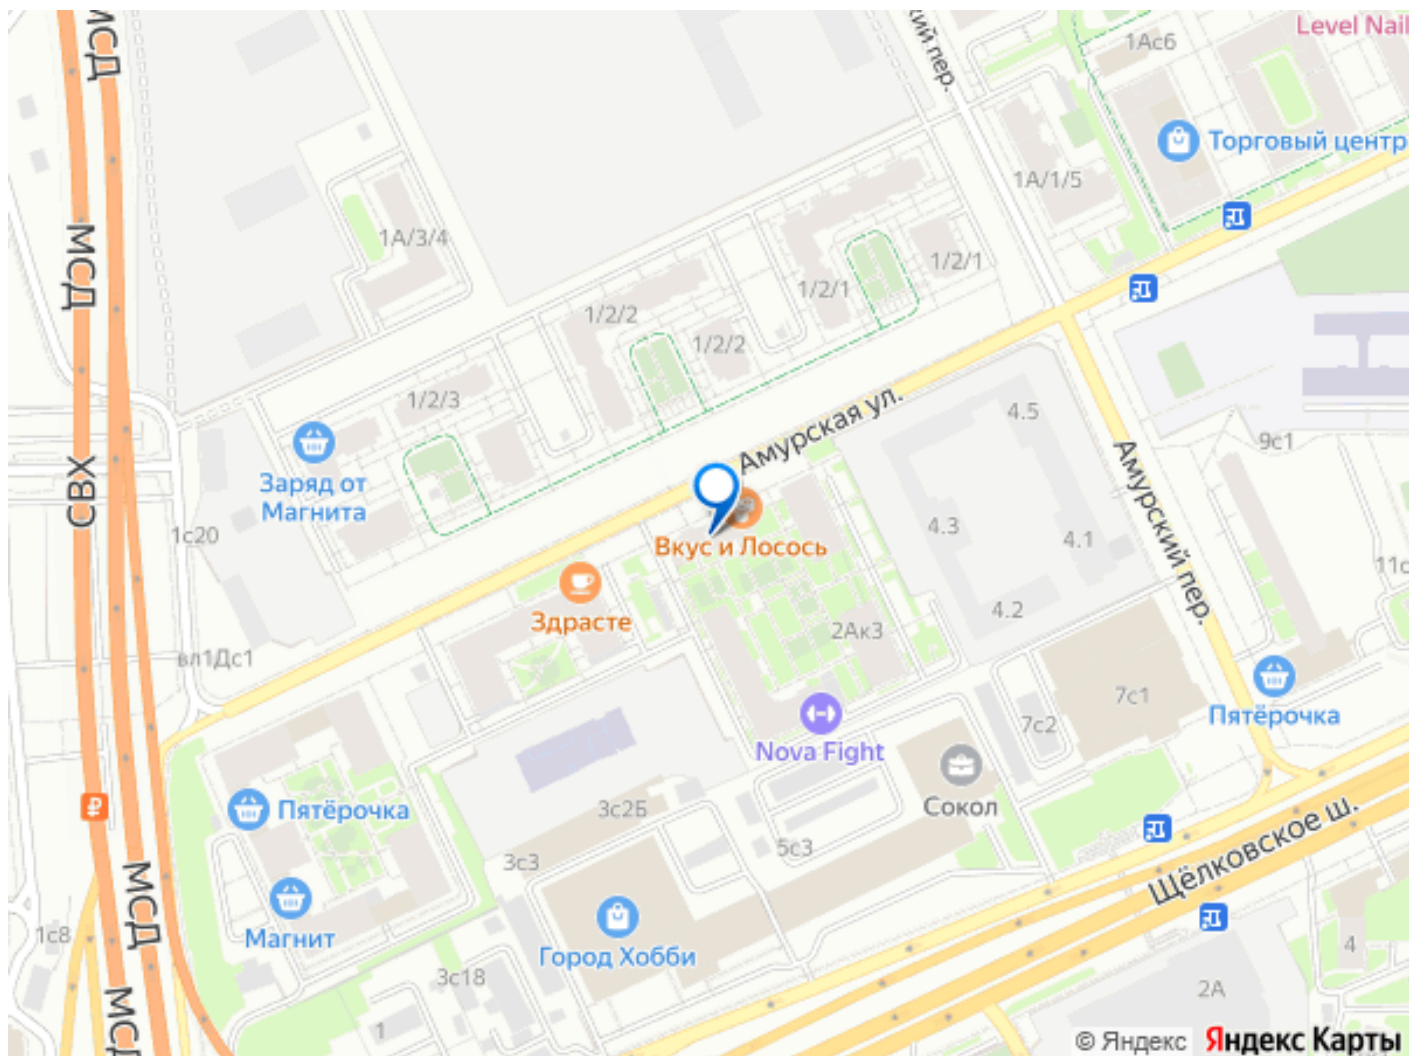 МСД
ский пер.
1Ас6
Level Nail
Торговый центр
1А/1/5
1А/3/4
МСД
1/2/1
1/2/1
1/2/2
1/2/2
1/2/3
Амурская ул.
4.5
9с1
Заряд от
Магнита
СВХ
1с20
4.3
4.1
Амурский пер.
Вкус и Лосось
11с
Здрасте
4.2
2Ак3
вл1Дс1
7с1
7с2
Пятёрочка
Nova Fight
Сокол
Пятёрочка
3с2Б
5с3
3с3
Щёлковское ш.
МСД
Магнит
1с8
Город Хобби
4
3с18
2А
1
МСД
© Яндекс Яндекс Карты